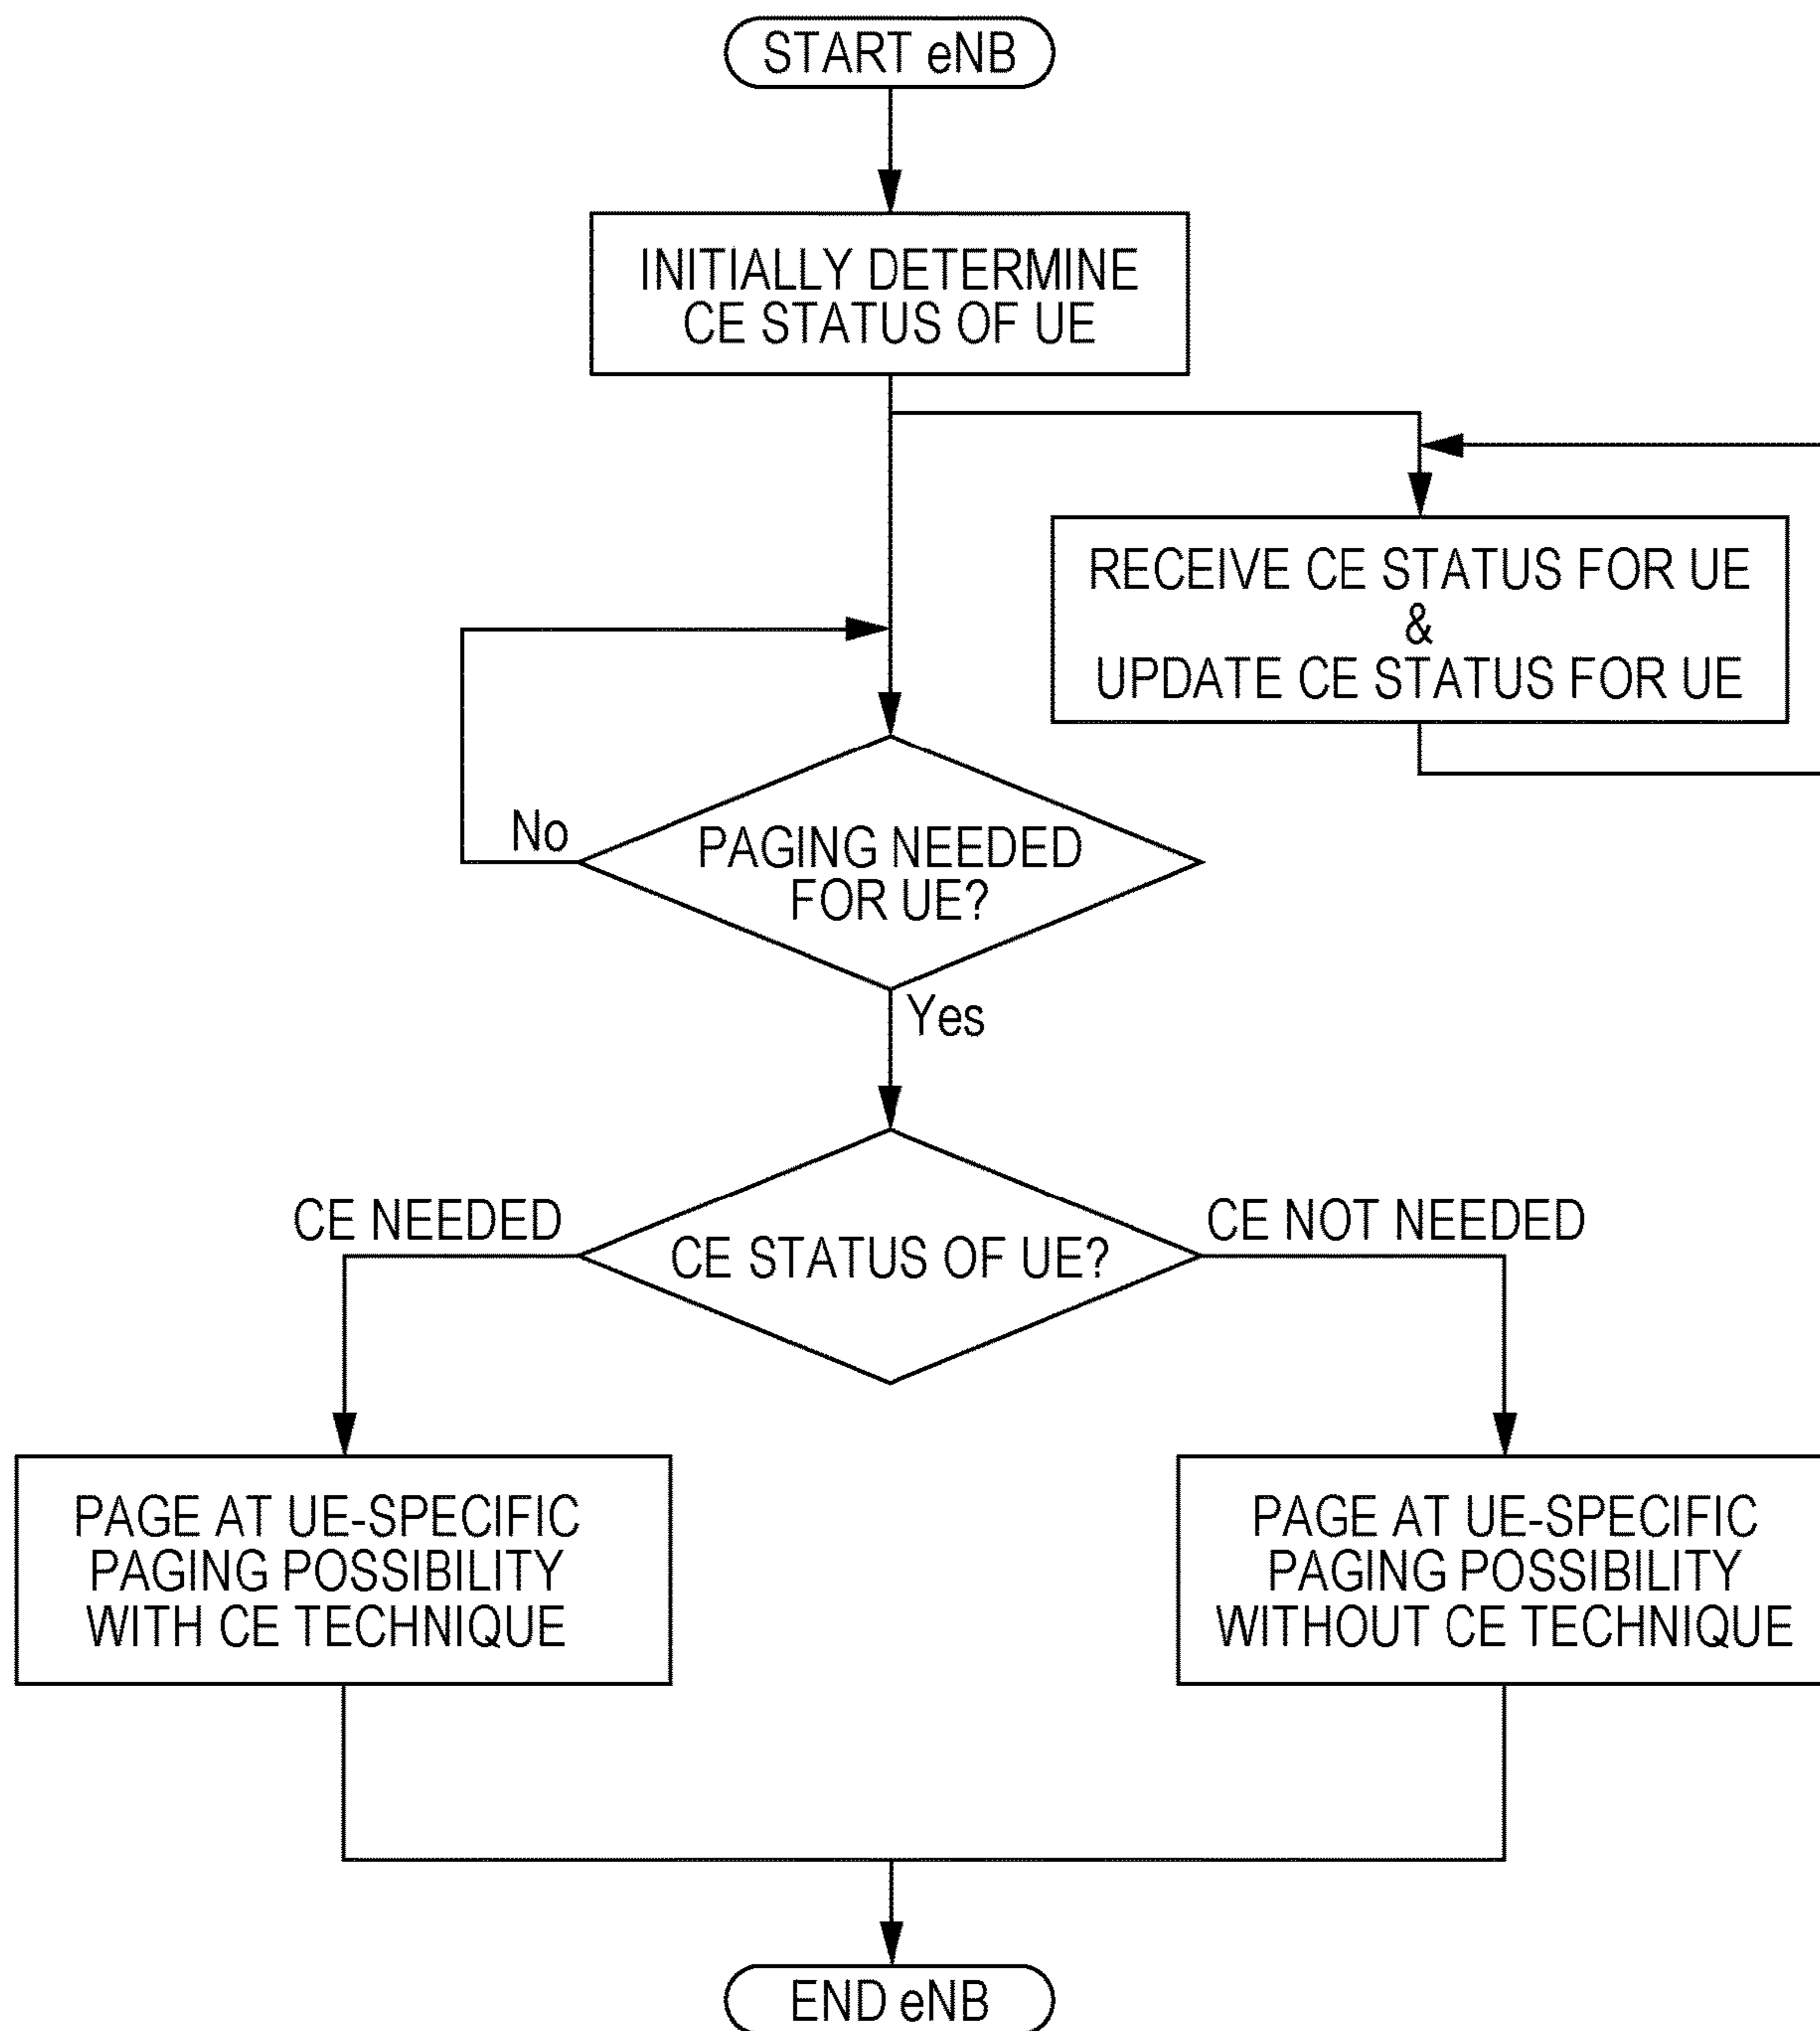 START eNB
INITIALLY DETERMINE
CE STATUS OF UE
RECEIVE CE STATUS FOR UE
&
UPDATE CE STATUS FOR UE
No
PAGING NEEDED
FOR UE?
Yes
CE NEEDED
CE STATUS OF UE?
CE NOT NEEDED
PAGE AT UE-SPECIFIC
PAGING POSSIBILITY
WITH CE TECHNIQUE
PAGE AT UE-SPECIFIC
PAGING POSSIBILITY
WITHOUT CE TECHNIQUE
END eNB